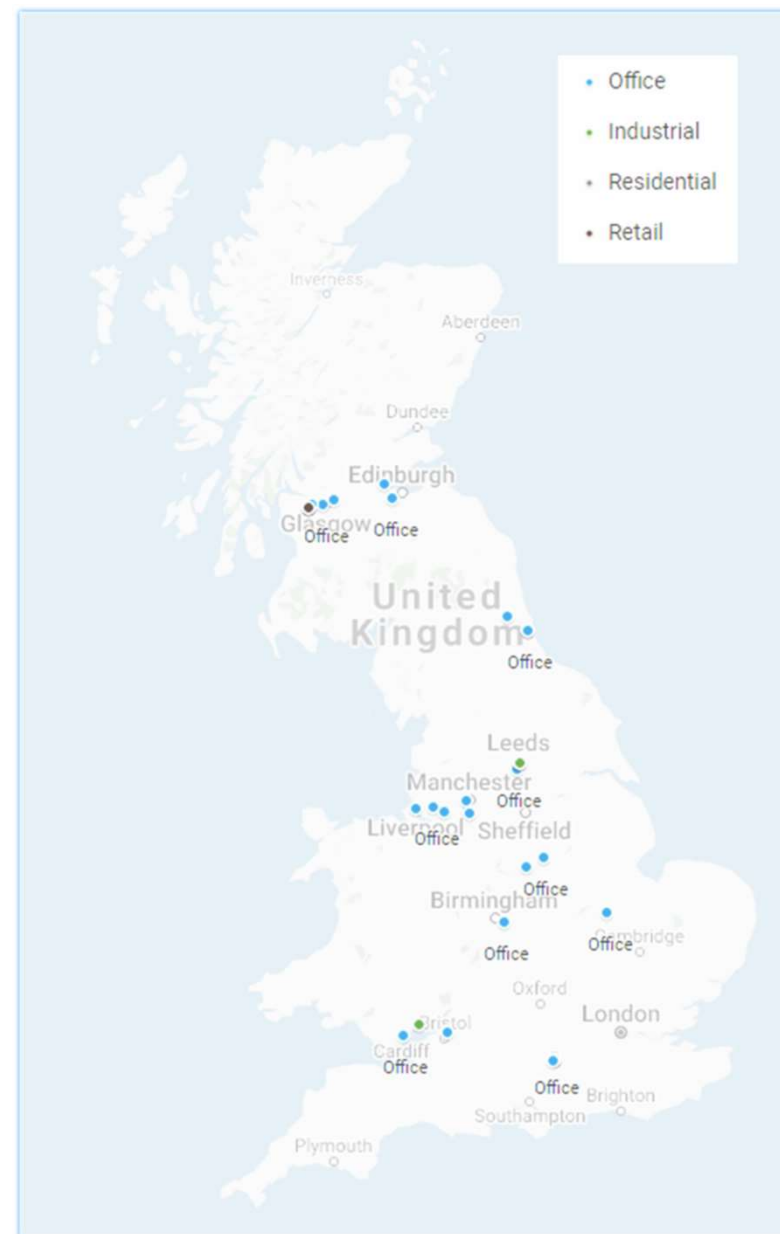 Office
Industrial
Residential
Retail
Inverness
Aberdeen
Dundee
Edinburgh
Glasgow
Office
Office
United
Kingdom
Office
Leeds
Manchester
Office
Liverpool
Sheffield
Office
Office
Birmingham
Cambridge
Office
Office
Oxford
London
Bristol
Cardiff
Office
Office
Brighton
Southampton
Plymouth